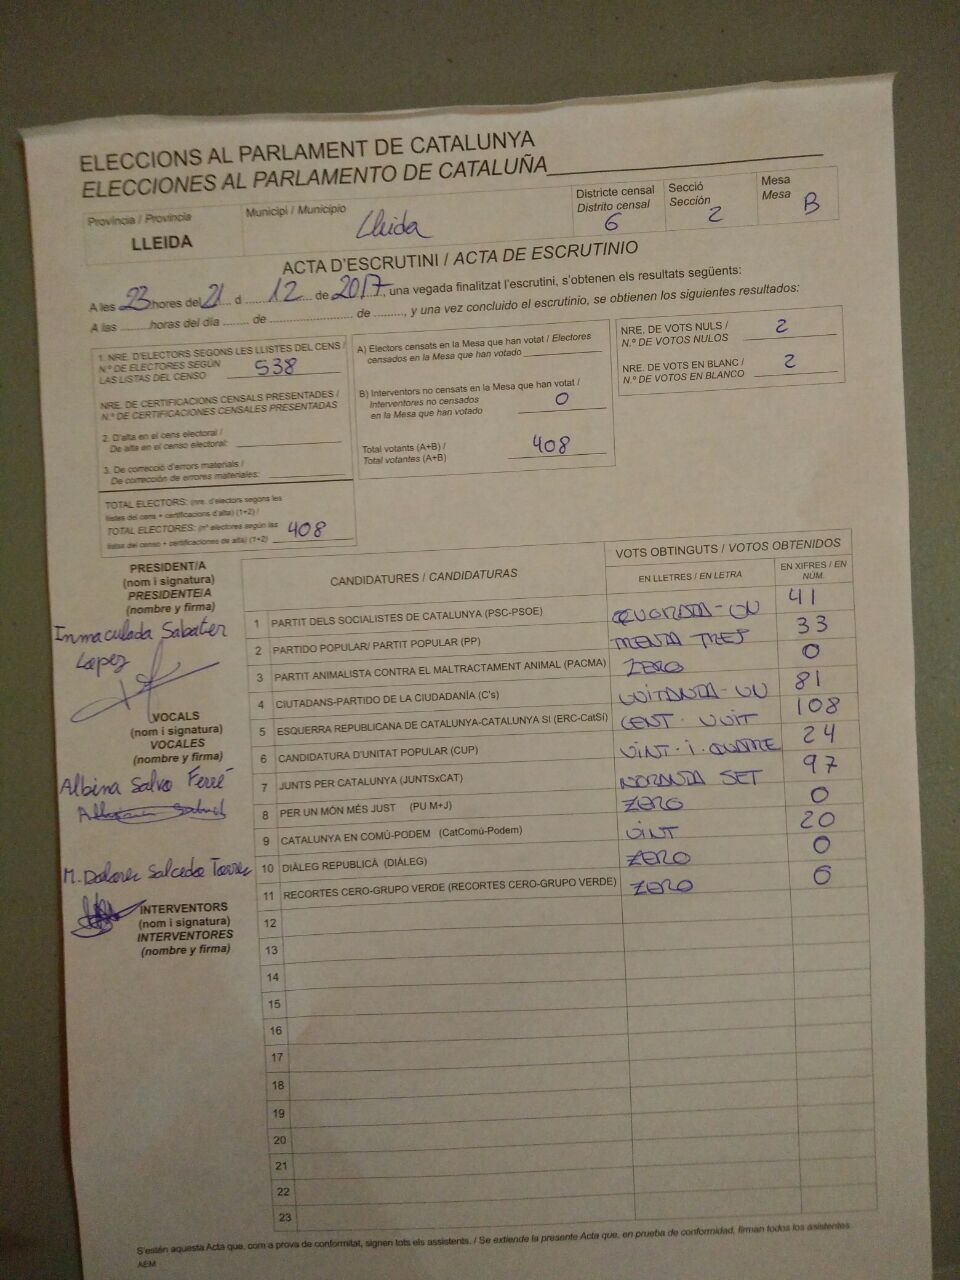 ELECCIONS AL PARLAMENT DE CATALUNYA
ELECCIONES AL PARLAMENTO DE CATALUÑA
Província / Provincia
LLEIDA
Municipi / Municipio
Lleida
Districte censal
Distrito censal
6
Secció
Sección
2
Mesa
Mesa
B
ACTA D'ESCRUTINI / ACTA DE ESCRUTINIO
A les 23 hores del 21 d 12 de 2017, una vegada finalitzat l'escrutini, s'obtenen els resultats següents:
A las .........horas del día ........ de .......................... de ........., y una vez concluido el escrutinio, se obtienen los siguientes resultados:
1. NRE. D'ELECTORS SEGONS LES LLISTES DEL CENS /
N.º DE ELECTORES SEGÚN
LAS LISTAS DEL CENSO 538
NRE. DE CERTIFICACIONS CENSALS PRESENTADES /
N.º DE CERTIFICACIONES CENSALES PRESENTADAS
2. D'alta en el cens electoral /
De alta en el censo electoral:
3. De correcció d'errors materials /
De corrección de errores materiales:
TOTAL ELECTORS: (nre. d'electors segons les
llistes del cens + certificacions d'alta) (1+2) /
TOTAL ELECTORES: (nº electores según las
listas del censo + certificaciones de alta) (1+2) 408
A) Electors censats en la Mesa que han votat / Electores
censados en la Mesa que han votado
B) Interventors no censats en la Mesa que han votat /
Interventores no censados
en la Mesa que han votado 0
Total votants (A+B) /
Total votantes (A+B) 408
NRE. DE VOTS NULS /
N.º DE VOTOS NULOS 2
NRE. DE VOTS EN BLANC /
N.º DE VOTOS EN BLANCO 2
PRESIDENT/A
(nom i signatura)
PRESIDENTE/A
(nombre y firma)
Inmaculada Sabater
Lopez
VOCALS
(nom i signatura)
VOCALES
(nombre y firma)
Albina Salvo Ferré
M. Dolores Salcedo Torres
INTERVENTORS
(nom i signatura)
INTERVENTORES
(nombre y firma)
CANDIDATURES / CANDIDATURAS
VOTS OBTINGUTS / VOTOS OBTENIDOS
EN LLETRES / EN LETRA
EN XIFRES / EN
NÚM.
1 PARTIT DELS SOCIALISTES DE CATALUNYA (PSC-PSOE) QUORANTA-UN 41
2 PARTIDO POPULAR/ PARTIT POPULAR (PP) TRENTA TRES 33
3 PARTIT ANIMALISTA CONTRA EL MALTRACTAMENT ANIMAL (PACMA) ZERO 0
4 CIUTADANS-PARTIDO DE LA CIUDADANÍA (C's) VUITANTA-UN 81
5 ESQUERRA REPUBLICANA DE CATALUNYA-CATALUNYA SÍ (ERC-CatSí) CENT-VUIT 108
6 CANDIDATURA D'UNITAT POPULAR (CUP) VINT-I-QUATRE 24
7 JUNTS PER CATALUNYA (JUNTSxCAT) NORANTA SET 97
8 PER UN MÓN MÉS JUST (PU M+J) ZERO 0
9 CATALUNYA EN COMÚ-PODEM (CatComú-Podem) VINT 20
10 DIÀLEG REPUBLICÀ (DIÀLEG) ZERO 0
11 RECORTES CERO-GRUPO VERDE (RECORTES CERO-GRUPO VERDE) ZERO 0
12
13
14
15
16
17
18
19
20
21
22
23
S'estén aquesta Acta que, com a prova de conformitat, signen tots els assistents. / Se extiende la presente Acta que, en prueba de conformidad, firman todos los asistentes.
AEM